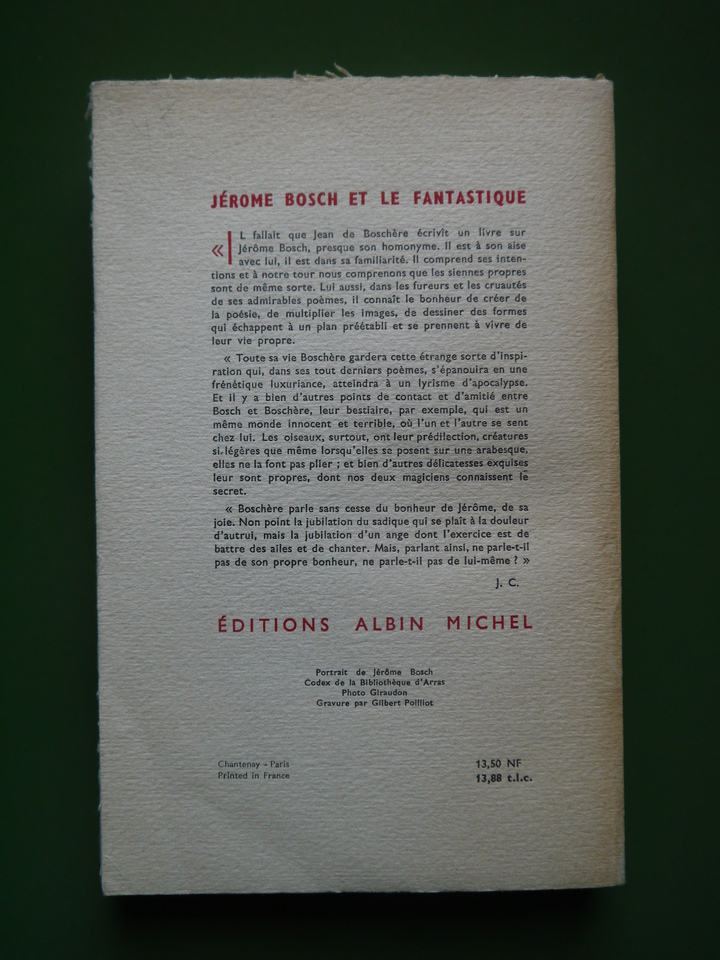 JÉROME BOSCH ET LE FANTASTIQUE
« IL fallait que Jean de Boschère écrivît un livre sur
Jérôme Bosch, presque son homonyme. Il est à son aise
avec lui, il est dans sa familiarité. Il comprend ses inten-
tions et à notre tour nous comprenons que les siennes propres
sont de même sorte. Lui aussi, dans les fureurs et les cruautés
de ses admirables poèmes, il connaît le bonheur de créer de
la poésie, de multiplier les images, de dessiner des formes
qui échappent à un plan préétabli et se prennent à vivre de
leur vie propre.
« Toute sa vie Boschère gardera cette étrange sorte d'inspi-
ration qui, dans ses tout derniers poèmes, s'épanouira en une
frénétique luxuriance, atteindra à un lyrisme d'apocalypse.
Et il y a bien d'autres points de contact et d'amitié entre
Bosch et Boschère, leur bestiaire, par exemple, qui est un
même monde innocent et terrible, où l'un et l'autre se sent
chez lui. Les oiseaux, surtout, ont leur prédilection, créatures
si légères que même lorsqu'elles se posent sur une arabesque,
elles ne la font pas plier ; et bien d'autres délicatesses exquises
leur sont propres, dont nos deux magiciens connaissent le
secret.
« Boschère parle sans cesse du bonheur de Jérôme, de sa
joie. Non point la jubilation du sadique qui se plaît à la douleur
d'autrui, mais la jubilation d'un ange dont l'exercice est de
battre des ailes et de chanter. Mais, parlant ainsi, ne parle-t-il
pas de son propre bonheur, ne parle-t-il pas de lui-même ? »
J. C.
ÉDITIONS ALBIN MICHEL
Portrait de Jérôme Bosch
Codex de la Bibliothèque d'Arras
Photo Giraudon
Gravure par Gilbert Poilliot
Chantenay - Paris
Printed in France
13,50 NF
13,88 t.l.c.